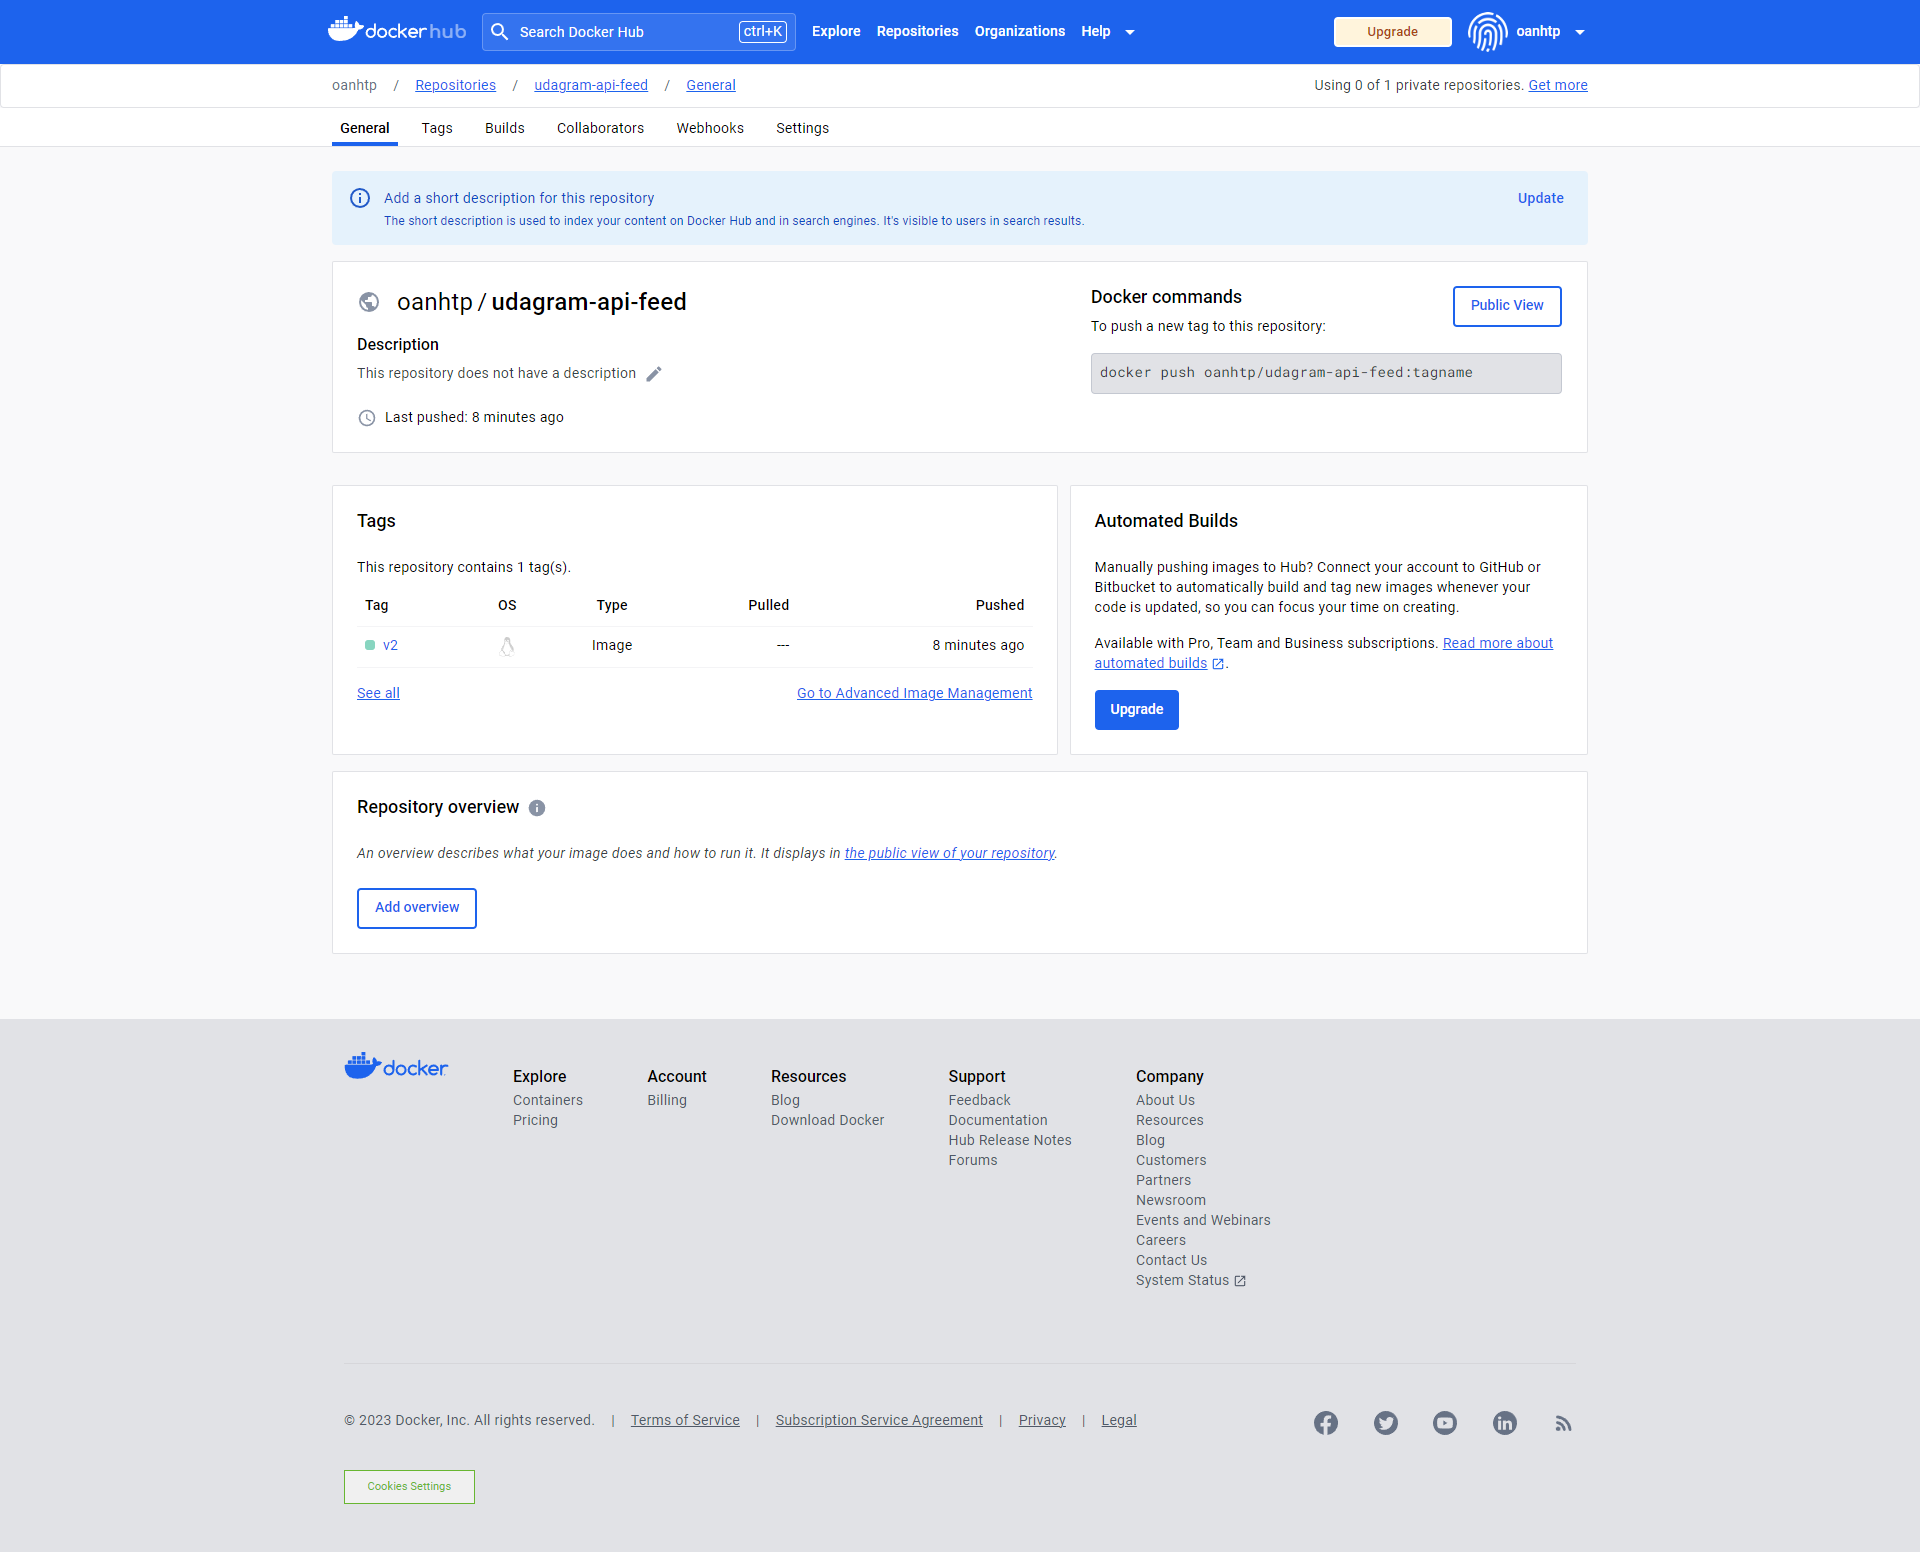 docker hub
Search Docker Hub ctrl+K
Explore Repositories Organizations Help
Upgrade
oanhtp
oanhtp / Repositories / udagram-api-feed / General
Using 0 of 1 private repositories. Get more
General Tags Builds Collaborators Webhooks Settings
Add a short description for this repository
Update
The short description is used to index your content on Docker Hub and in search engines. It's visible to users in search results.
oanhtp / udagram-api-feed
Description
This repository does not have a description
Last pushed: 8 minutes ago
Docker commands
Public View
To push a new tag to this repository:
docker push oanhtp/udagram-api-feed:tagname
Tags
This repository contains 1 tag(s).
Tag OS Type Pulled Pushed
v2 Image --- 8 minutes ago
See all Go to Advanced Image Management
Automated Builds
Manually pushing images to Hub? Connect your account to GitHub or
Bitbucket to automatically build and tag new images whenever your
code is updated, so you can focus your time on creating.
Available with Pro, Team and Business subscriptions. Read more about
automated builds.
Upgrade
Repository overview
An overview describes what your image does and how to run it. It displays in the public view of your repository.
Add overview
docker
Explore
Containers
Pricing
Account
Billing
Resources
Blog
Download Docker
Support
Feedback
Documentation
Hub Release Notes
Forums
Company
About Us
Resources
Blog
Customers
Partners
Newsroom
Events and Webinars
Careers
Contact Us
System Status
© 2023 Docker, Inc. All rights reserved. | Terms of Service | Subscription Service Agreement | Privacy | Legal
Cookies Settings